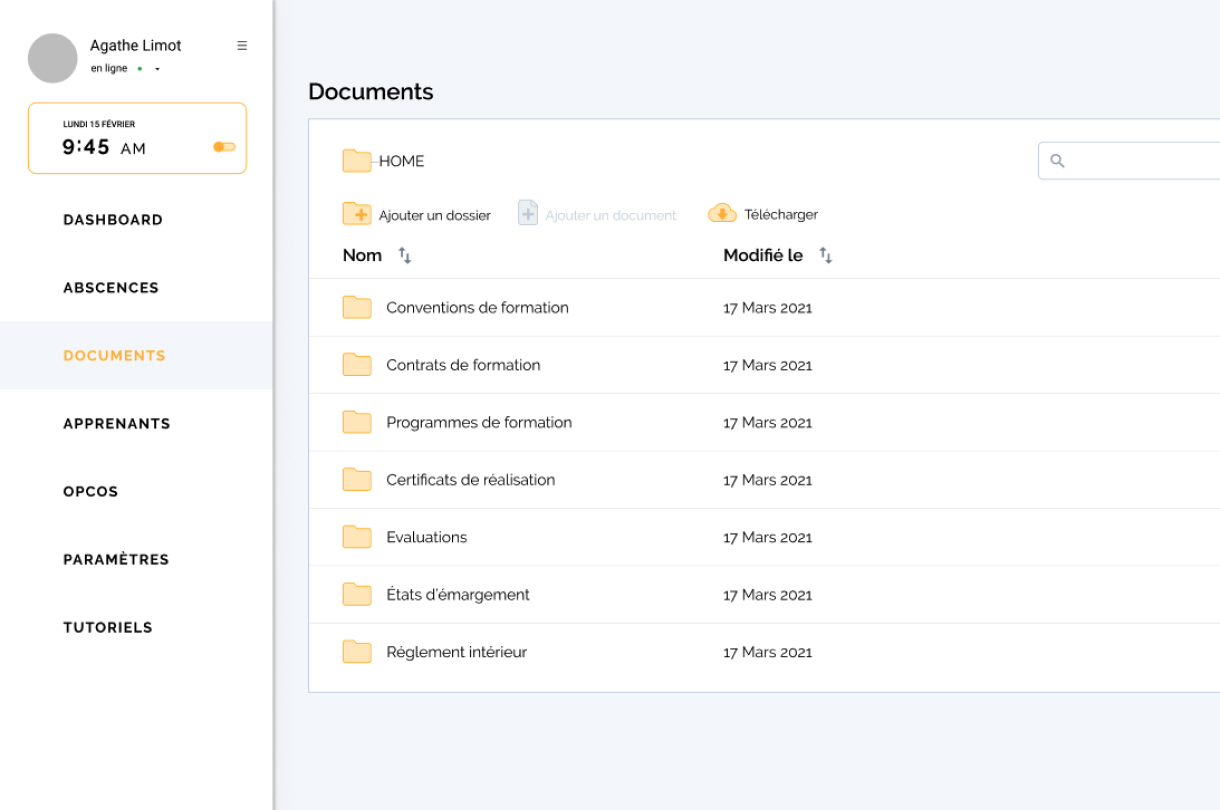 Agathe Limot
en ligne
LUNDI 15 FÉVRIER
9:45 AM
DASHBOARD
ABSCENCES
DOCUMENTS
APPRENANTS
OPCOS
PARAMÈTRES
TUTORIELS
Documents
HOME
Ajouter un dossier Ajouter un document Télécharger
Nom Modifié le
Conventions de formation 17 Mars 2021
Contrats de formation 17 Mars 2021
Programmes de formation 17 Mars 2021
Certificats de réalisation 17 Mars 2021
Evaluations 17 Mars 2021
États d'émargement 17 Mars 2021
Réglement intérieur 17 Mars 2021